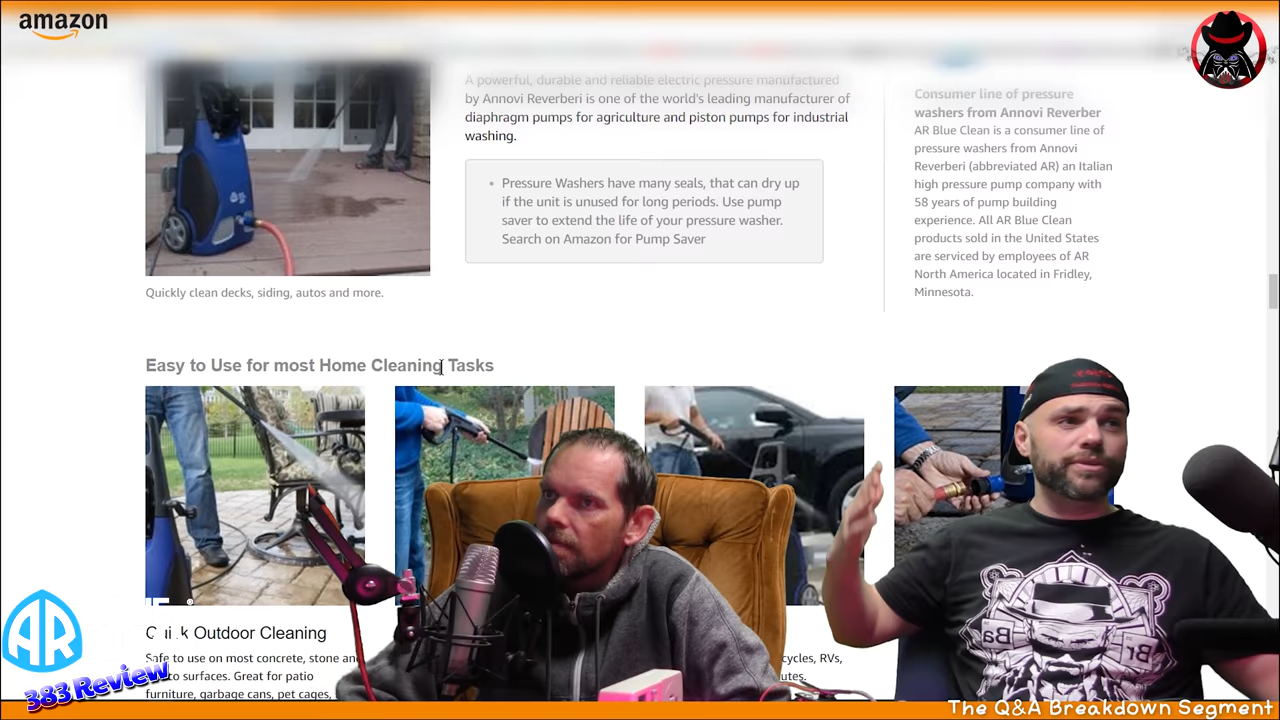 amazon
A powerful, durable and reliable electric pressure manufactured
by Annovi Reverberi is one of the world's leading manufacturer of
diaphragm pumps for agriculture and piston pumps for industrial
washing.
Pressure Washers have many seals, that can dry up
if the unit is unused for long periods. Use pump
saver to extend the life of your pressure washer.
Search on Amazon for Pump Saver
Consumer line of pressure
washers from Annovi Reverber
AR Blue Clean is a consumer line of
pressure washers from Annovi
Reverberi (abbreviated AR) an Italian
high pressure pump company with
58 years of pump building
experience. All AR Blue Clean
products sold in the United States
are serviced by employees of AR
North America located in Fridley,
Minnesota.
Quickly clean decks, siding, autos and more.
Easy to Use for most Home Cleaning Tasks
Outdoor Cleaning
Safe to use on most concrete, stone
surfaces. Great for patio
furniture, garbage cans, pet cages,
RVs,
AR
383 Review
Ba
Br
The Q&A Breakdown Segment